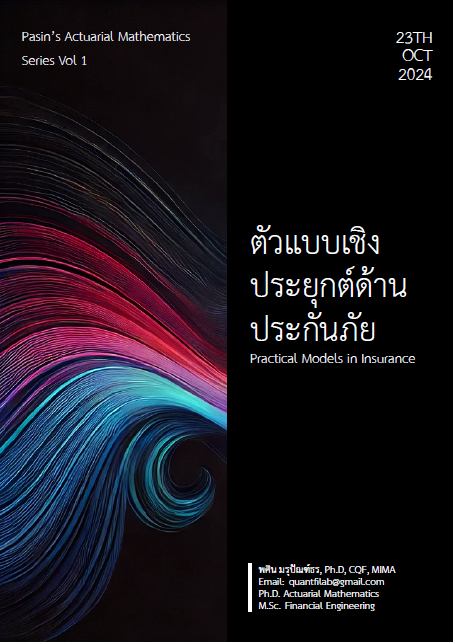 Pasin's Actuarial Mathematics
Series Vol 1
23TH
OCT
2024
ตัวแบบเชิง
ประยุกต์ด้าน
ประกันภัย
Practical Models in Insurance
พศิน มรุปัณฑ์ธร, Ph.D, CQF, MIMA
Email: quantfilab@gmail.com
Ph.D. Actuarial Mathematics
M.Sc. Financial Engineering